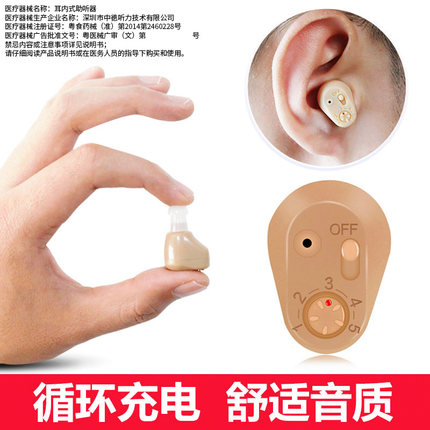 医疗器械名称：耳内式助听器
医疗器械生产企业名称：深圳市中德听力技术有限公司
医疗器械注册证号：粤食药械（准）第2014第2460228号
医疗器械广告批准文号：粤医械广审（文）第 号
禁忌内容或注意事项详见说明书；
请仔细阅读产品说明书或在医务人员的指导下购买和使用。
OFF
1 2 3 4 5
循环充电 舒适音质